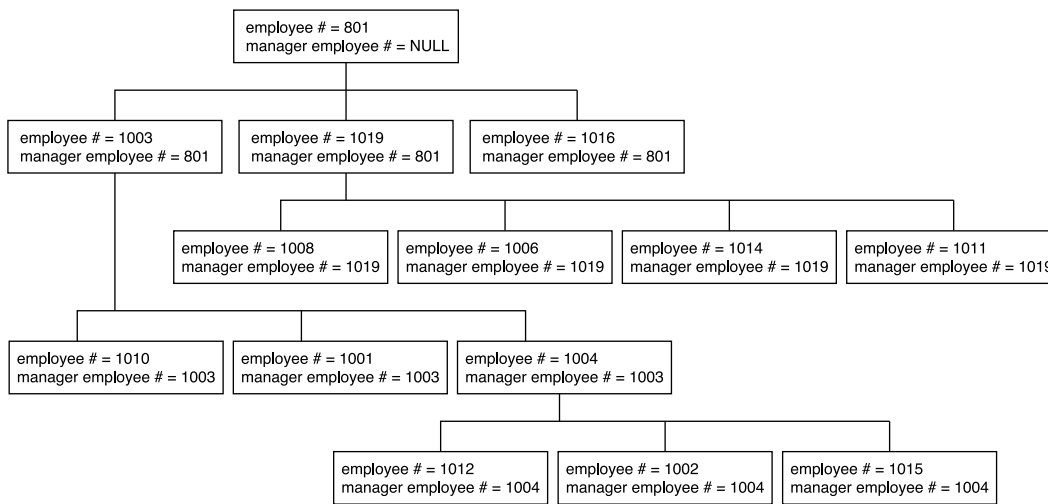 employee # = 801
manager employee # = NULL
employee # = 1003
manager employee # = 801
employee # = 1019
manager employee # = 801
employee # = 1016
manager employee # = 801
employee # = 1008
manager employee # = 1019
employee # = 1006
manager employee # = 1019
employee # = 1014
manager employee # = 1019
employee # = 1011
manager employee # = 1019
employee # = 1010
manager employee # = 1003
employee # = 1001
manager employee # = 1003
employee # = 1004
manager employee # = 1003
employee # = 1012
manager employee # = 1004
employee # = 1002
manager employee # = 1004
employee # = 1015
manager employee # = 1004